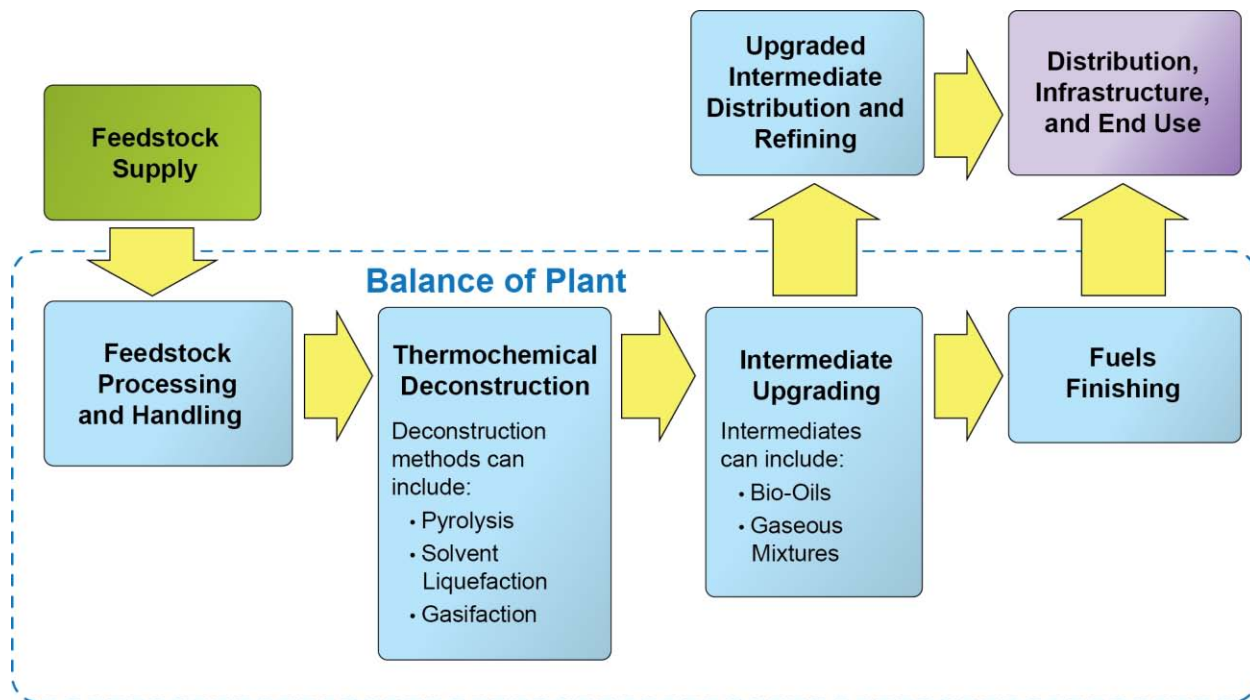 Upgraded
Intermediate
Distribution and
Refining
Distribution,
Infrastructure,
and End Use
Feedstock
Supply
Balance of Plant
Feedstock
Processing
and Handling
Thermochemical
Deconstruction
Deconstruction
methods can
include:
• Pyrolysis
• Solvent
Liquefaction
• Gasifaction
Intermediate
Upgrading
Intermediates
can include:
• Bio-Oils
• Gaseous
Mixtures
Fuels
Finishing